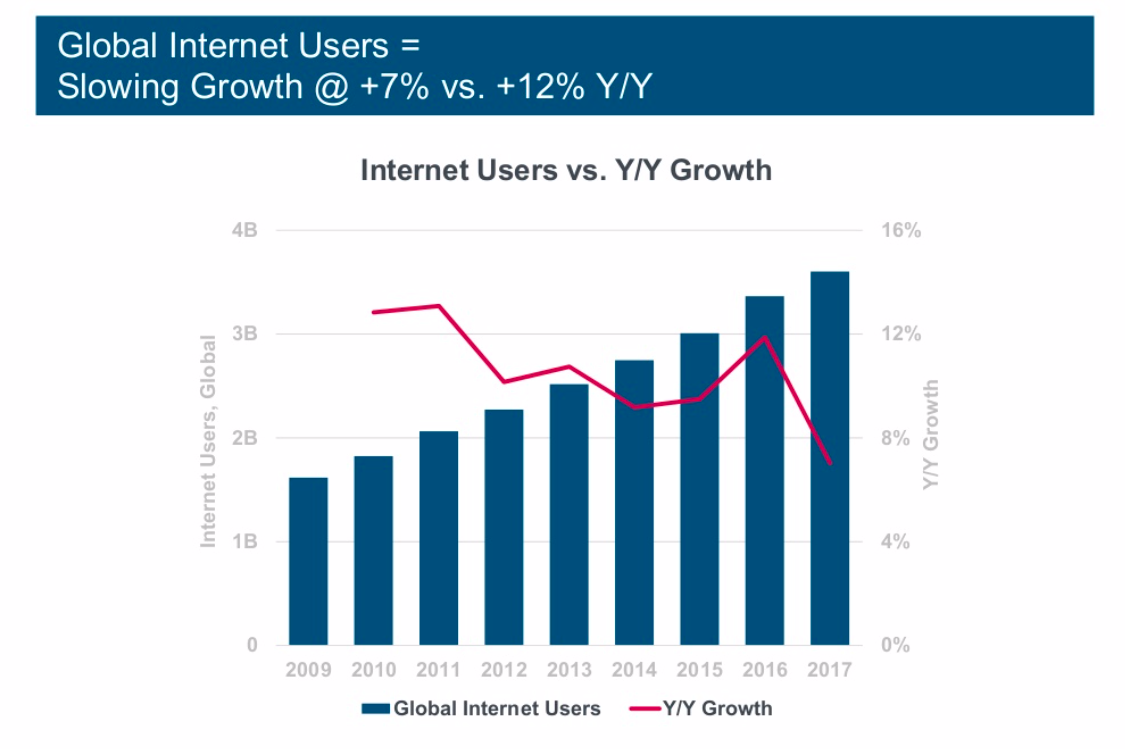 Global Internet Users =
Slowing Growth @ +7% vs. +12% Y/Y
Internet Users vs. Y/Y Growth
4B
3B
2B
1B
0
Internet Users, Global
16%
12%
8%
4%
0%
Y/Y Growth
2009 2010 2011 2012 2013 2014 2015 2016 2017
Global Internet Users Y/Y Growth